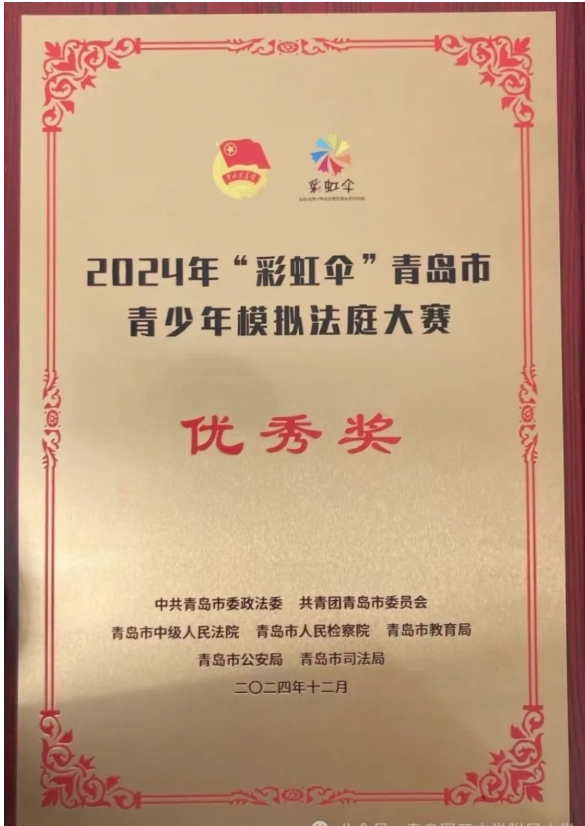 彩虹伞
2024年“彩虹伞”青岛市
青少年模拟法庭大赛
优秀奖
中共青岛市委政法委 共青团青岛市委员会
青岛市中级人民法院 青岛市人民检察院 青岛市教育局
青岛市公安局 青岛市司法局
二〇二四年十二月